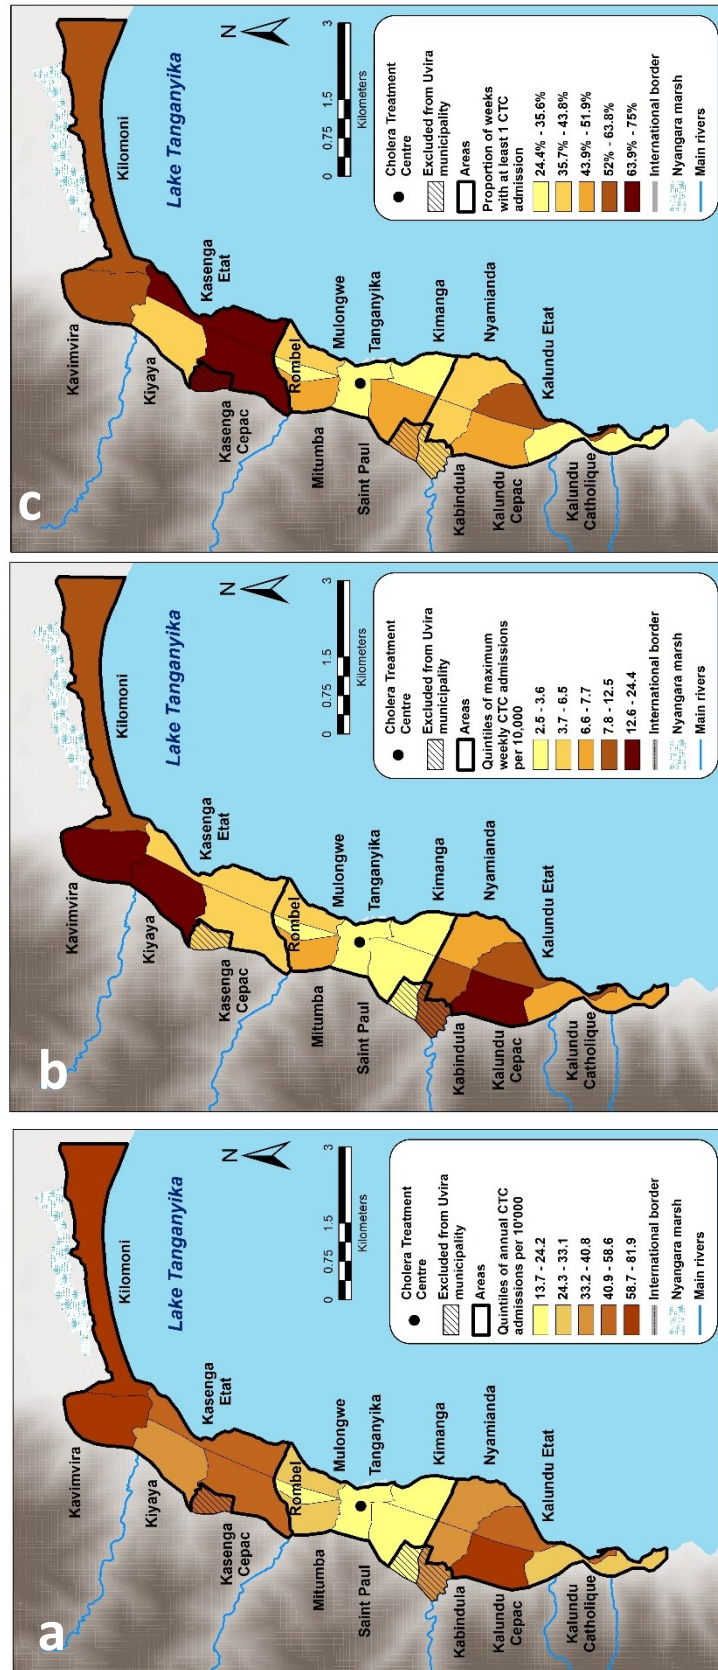 a
Kavimvira
Kilomoni
Kiyaya
Lake Tanganyika
Kasenga
Etat
Kasenga
Cepac
N
Rombel
Mitumba
Mulongwe
0 0.75 1.5 3
Kilometers
Tanganyika
Saint Paul
Kimanga
Kabindula
Nyamianda
Kalundu
Cepac
Kalundu Etat
Kalundu
Catholique
Cholera Treatment
Centre
Excluded from Uvira
municipality
Areas
Quintiles of annual CTC
admissions per 10'000
13.7 - 24.2
24.3 - 33.1
33.2 - 40.8
40.9 - 58.6
58.7 - 81.9
International border
Nyangara marsh
Main rivers
b
Kavimvira
Kilomoni
Kiyaya
Lake Tanganyika
Kasenga
Etat
Kasenga
Cepac
N
Rombel
Mitumba
Mulongwe
0 0.75 1.5 3
Kilometers
Tanganyika
Saint Paul
Kimanga
Kabindula
Nyamianda
Kalundu
Cepac
Kalundu Etat
Kalundu
Catholique
Cholera Treatment
Centre
Excluded from Uvira
municipality
Areas
Quintiles of maximum
weekly CTC admissions
per 10,000
2.5 - 3.6
3.7 - 6.5
6.6 - 7.7
7.8 - 12.5
12.6 - 24.4
International border
Nyangara marsh
Main rivers
c
Kavimvira
Kilomoni
Kiyaya
Lake Tanganyika
Kasenga
Etat
Kasenga
Cepac
N
Rombel
Mitumba
Mulongwe
0 0.75 1.5 3
Kilometers
Tanganyika
Saint Paul
Kimanga
Kabindula
Nyamianda
Kalundu
Cepac
Kalundu Etat
Kalundu
Catholique
Cholera Treatment
Centre
Excluded from Uvira
municipality
Areas
Proportion of weeks
with at least 1 CTC
admission
24.4% - 35.6%
35.7% - 43.8%
43.9% - 51.9%
52% - 63.8%
63.9% - 75%
International border
Nyangara marsh
Main rivers